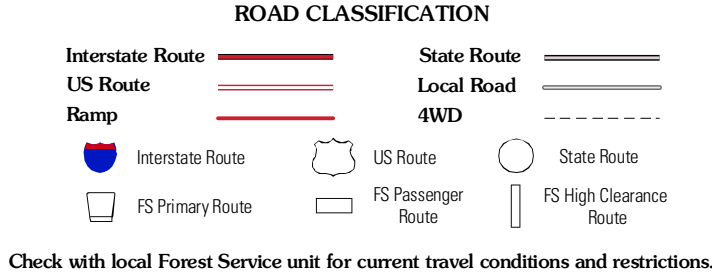 ROAD CLASSIFICATION
Interstate Route
State Route
US Route
Local Road
Ramp
4WD
Interstate Route
US Route
State Route
FS Primary Route
FS Passenger
Route
FS High Clearance
Route
Check with local Forest Service unit for current travel conditions and restrictions.